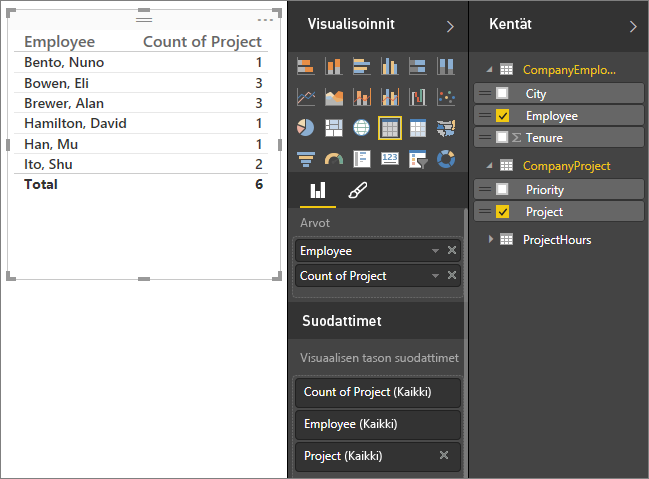 Employee Count of Project
Bento, Nuno 1
Bowen, Eli 3
Brewer, Alan 3
Hamilton, David 1
Han, Mu 1
Ito, Shu 2
Total 6
Visualisoinnit
123
Arvot
Employee
Count of Project
Suodattimet
Visuaalisen tason suodattimet
Count of Project (Kaikki)
Employee (Kaikki)
Project (Kaikki)
Kentät
CompanyEmplo...
City
Employee
Σ Tenure
CompanyProject
Priority
Project
ProjectHours